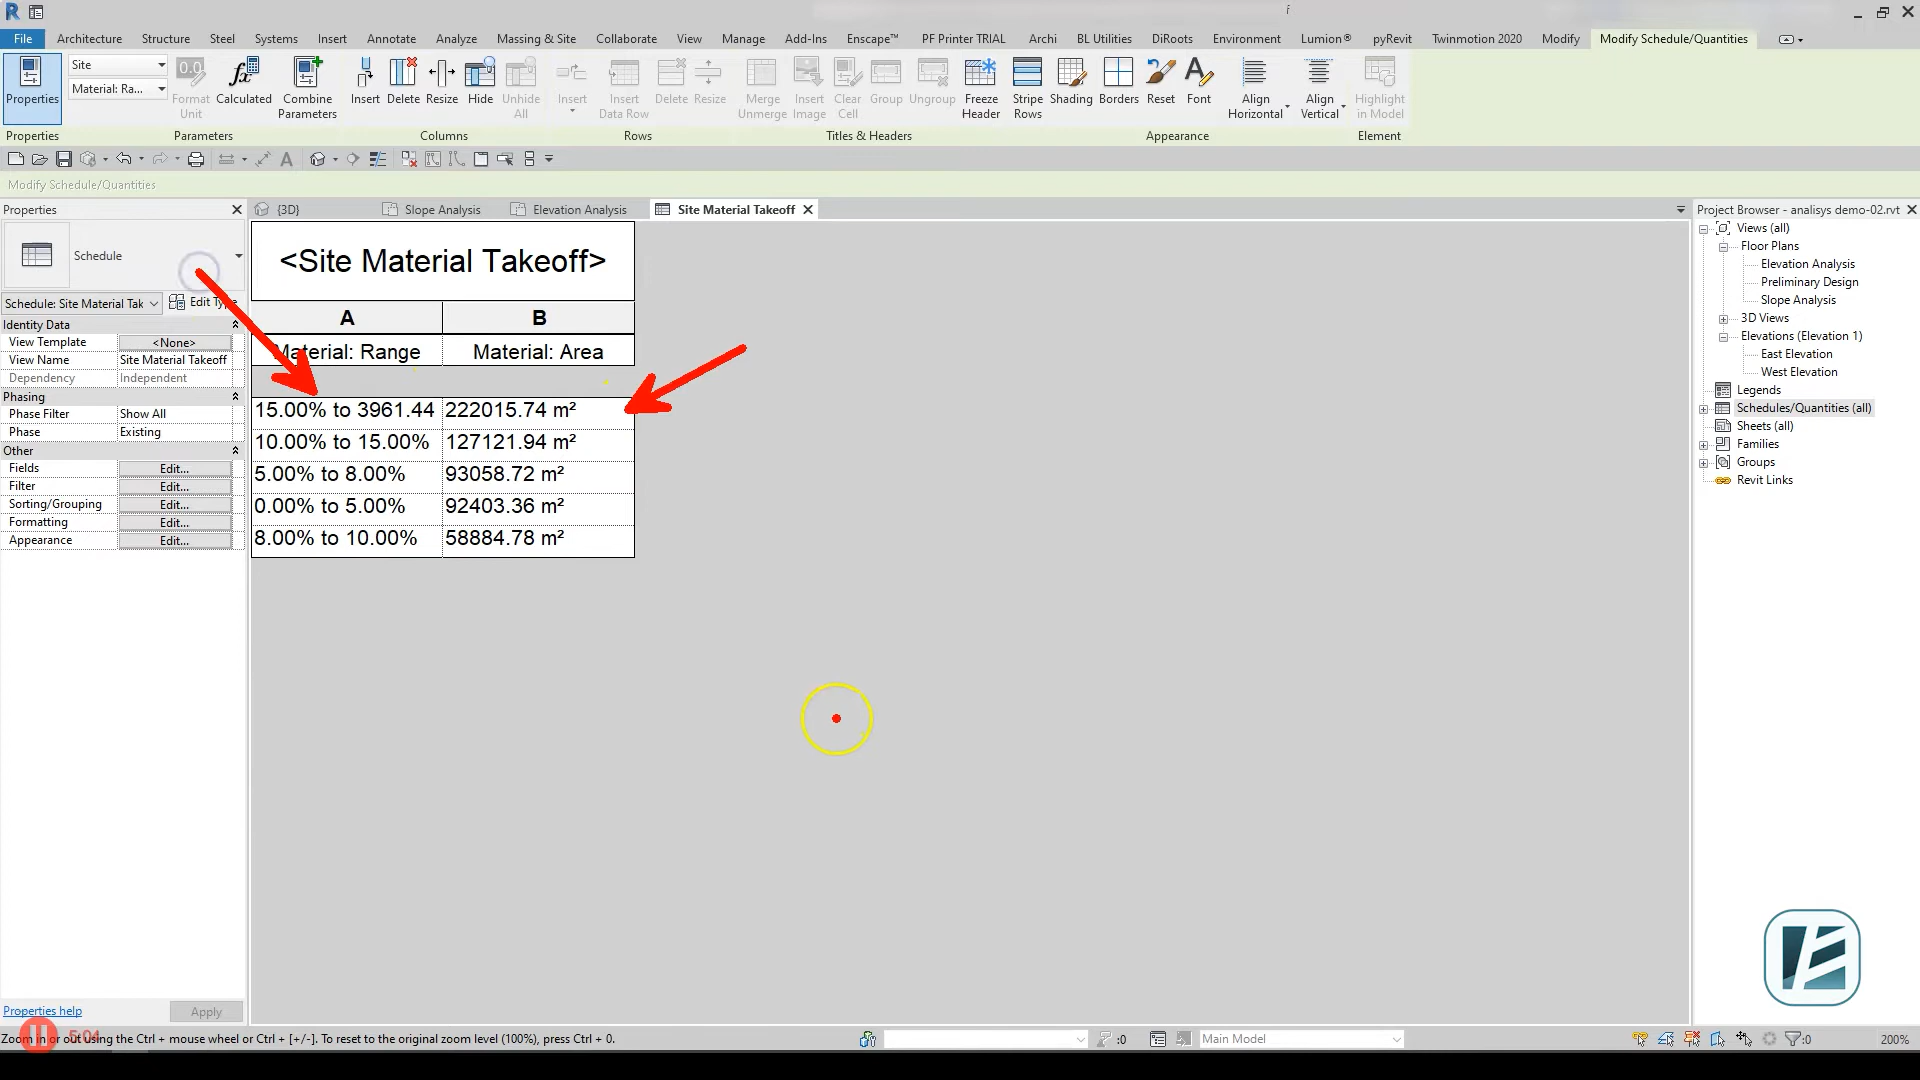 File Architecture Structure Steel Systems Insert Annotate Analyze Massing & Site Collaborate View Manage Add-Ins Enscape™ PF Printer TRIAL Archi BL Utilities DiRoots Environment Lumion® pyRevit Twinmotion 2020 Modify Modify Schedule/Quantities
Site
Material: Ra...
Properties Format Unit Calculated Combine Parameters Insert Delete Resize Hide Unhide All Insert Insert Data Row Delete Resize Merge Unmerge Insert Image Clear Cell Group Ungroup Freeze Header Stripe Rows Shading Borders Reset Font Align Horizontal Align Vertical Highlight in Model
Properties Parameters Columns Rows Titles & Headers Appearance Element
Modify Schedule/Quantities
Properties
{3D} Slope Analysis Elevation Analysis Site Material Takeoff
Schedule
Schedule: Site Material Tak Edit Type
Identity Data
View Template <None>
View Name Site Material Takeoff
Dependency Independent
Phasing
Phase Filter Show All
Phase Existing
Other
Fields Edit...
Filter Edit...
Sorting/Grouping Edit...
Formatting Edit...
Appearance Edit...
<Site Material Takeoff>
A B
Material: Range Material: Area
15.00% to 3961.44 222015.74 m²
10.00% to 15.00% 127121.94 m²
5.00% to 8.00% 93058.72 m²
0.00% to 5.00% 92403.36 m²
8.00% to 10.00% 58884.78 m²
Project Browser - analisys demo-02.rvt
Views (all)
Floor Plans
Elevation Analysis
Preliminary Design
Slope Analysis
3D Views
Elevations (Elevation 1)
East Elevation
West Elevation
Legends
Schedules/Quantities (all)
Sheets (all)
Families
Groups
Revit Links
Properties help Apply
5:04
Zoom in or out using the Ctrl + mouse wheel or Ctrl + [+/-]. To reset to the original zoom level (100%), press Ctrl + 0.
:0 Main Model :0 200%